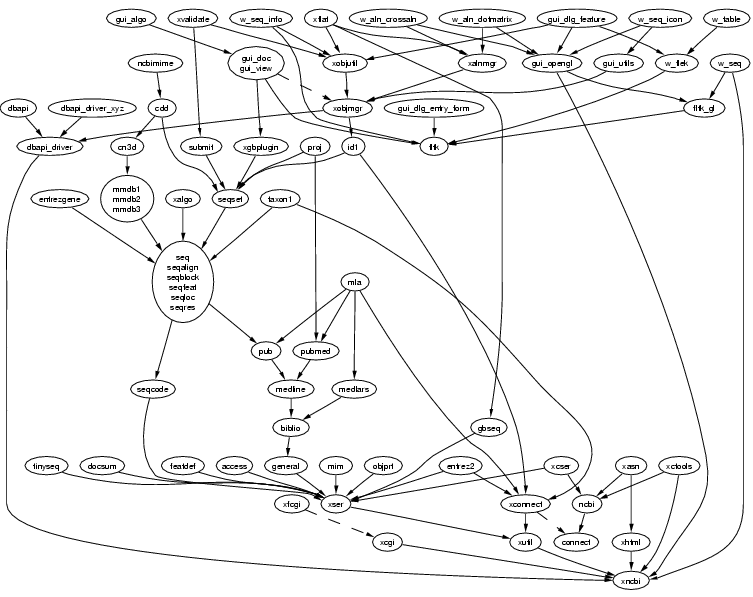 gui_algo
xvalidate
w_seq_info
xflat
w_aln_crossaln
w_aln_dotmatrix
gui_dlg_feature
w_seq_icon
w_table
ncbimime
gui_doc
gui_view
xobjutil
xalnmgr
gui_opengl
gui_utils
w_fltk
w_seq
dbapi
dbapi_driver_xyz
cdd
xobjmgr
gui_dlg_entry_form
fltk_gl
dbapi_driver
cn3d
submit
xgbplugin
proj
id1
fltk
entrezgene
mmdb1
mmdb2
mmdb3
xalgo
seqset
taxon1
seq
seqalign
seqblock
seqfeat
seqloc
seqres
mla
pub
pubmed
seqcode
medline
medlars
biblio
gbseq
tinyseq
docsum
featdef
access
general
mim
objprt
entrez2
xcser
xasn
xctools
xfcgi
xser
xconnect
ncbi
xcgi
xutil
connect
xhtml
xncbi